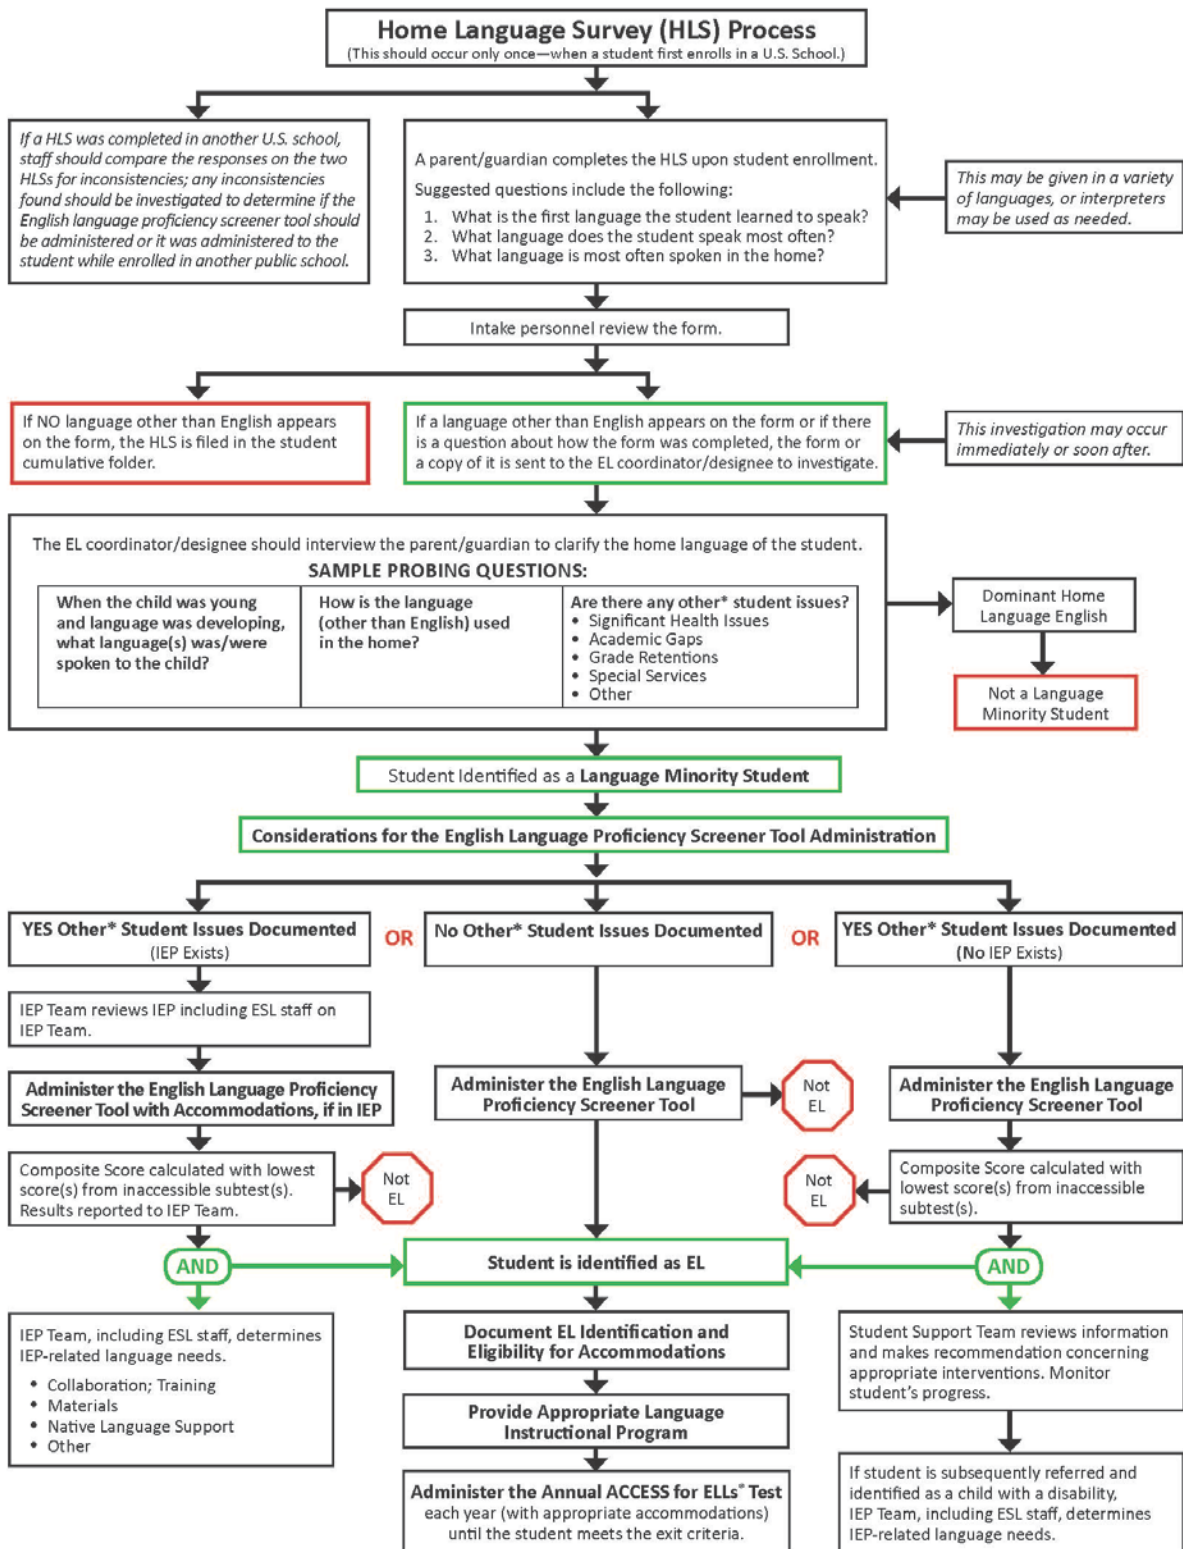 Home Language Survey (HLS) Process
(This should occur only once—when a student first enrolls in a U.S. School.)
If a HLS was completed in another U.S. school,
staff should compare the responses on the two
HLSs for inconsistencies; any inconsistencies
found should be investigated to determine if the
English language proficiency screener tool should
be administered or it was administered to the
student while enrolled in another public school.
A parent/guardian completes the HLS upon student enrollment.
Suggested questions include the following:
1. What is the first language the student learned to speak?
2. What language does the student speak most often?
3. What language is most often spoken in the home?
This may be given in a variety
of languages, or interpreters
may be used as needed.
Intake personnel review the form.
If NO language other than English appears
on the form, the HLS is filed in the student
cumulative folder.
If a language other than English appears on the form or if there
is a question about how the form was completed, the form or
a copy of it is sent to the EL coordinator/designee to investigate.
This investigation may occur
immediately or soon after.
The EL coordinator/designee should interview the parent/guardian to clarify the home language of the student.
SAMPLE PROBING QUESTIONS:
When the child was young
and language was developing,
what language(s) was/were
spoken to the child?
How is the language
(other than English) used
in the home?
Are there any other* student issues?
• Significant Health Issues
• Academic Gaps
• Grade Retentions
• Special Services
• Other
Dominant Home
Language English
Not a Language
Minority Student
Student Identified as a Language Minority Student
Considerations for the English Language Proficiency Screener Tool Administration
YES Other* Student Issues Documented
(IEP Exists)
OR
No Other* Student Issues Documented
OR
YES Other* Student Issues Documented
(No IEP Exists)
IEP Team reviews IEP including ESL staff on
IEP Team.
Administer the English Language Proficiency
Screener Tool with Accommodations, if in IEP
Administer the English Language
Proficiency Screener Tool
Not
EL
Administer the English Language
Proficiency Screener Tool
Composite Score calculated with lowest
score(s) from inaccessible subtest(s).
Results reported to IEP Team.
Not
EL
Not
EL
Composite Score calculated with
lowest score(s) from inaccessible
subtest(s).
AND
Student is identified as EL
AND
IEP Team, including ESL staff, determines
IEP-related language needs.
• Collaboration; Training
• Materials
• Native Language Support
• Other
Document EL Identification and
Eligibility for Accommodations
Provide Appropriate Language
Instructional Program
Administer the Annual ACCESS for ELLs® Test
each year (with appropriate accommodations)
until the student meets the exit criteria.
Student Support Team reviews information
and makes recommendation concerning
appropriate interventions. Monitor
student's progress.
If student is subsequently referred and
identified as a child with a disability,
IEP Team, including ESL staff, determines
IEP-related language needs.